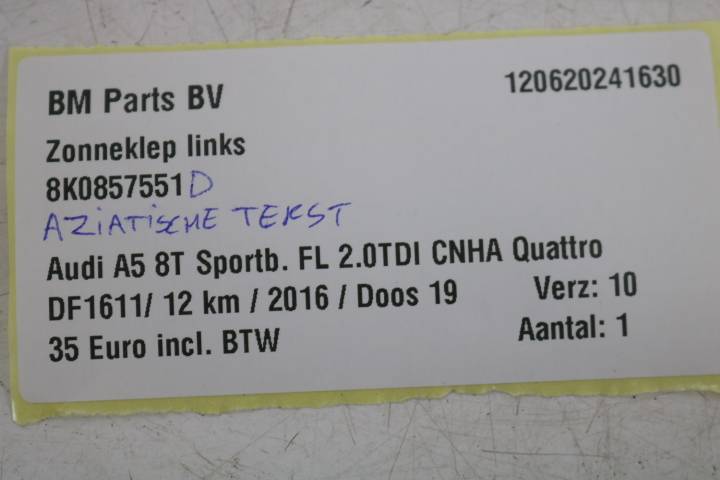 BM Parts BV
120620241630
Zonneklep links
8K0857551D
AZIATISCHE TEKST
Audi A5 8T Sportb. FL 2.0TDI CNHA Quattro
DF1611/ 12 km / 2016 / Doos 19
Verz: 10
35 Euro incl. BTW
Aantal: 1